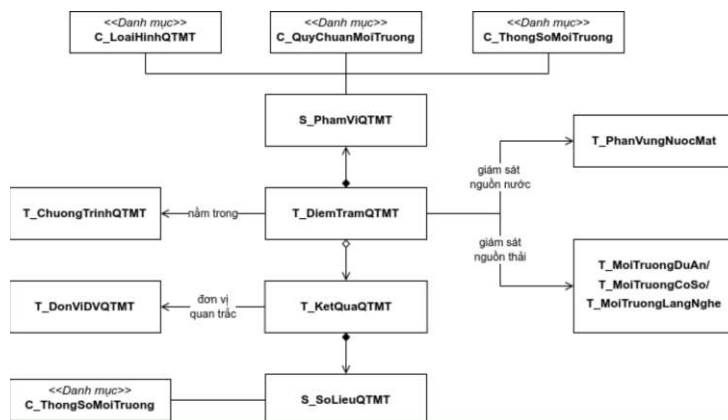 <<Danh mục>>
C_LoaiHinhQTMT
<<Danh mục>>
C_QuyChuanMoiTruong
<<Danh mục>>
C_ThongSoMoiTruong
S_PhamViQTMT
giám sát
nguồn nước
T_PhanVungNuocMat
T_ChuongTrinhQTMT
nằm trong
T_DiemTramQTMT
giám sát
nguồn thải
T_MoiTruongDuAn/
T_MoiTruongCoSo/
T_MoiTruongLangNghe
T_DonViDVQTMT
đơn vị
quan trắc
T_KetQuaQTMT
<<Danh mục>>
C_ThongSoMoiTruong
S_SoLieuQTMT